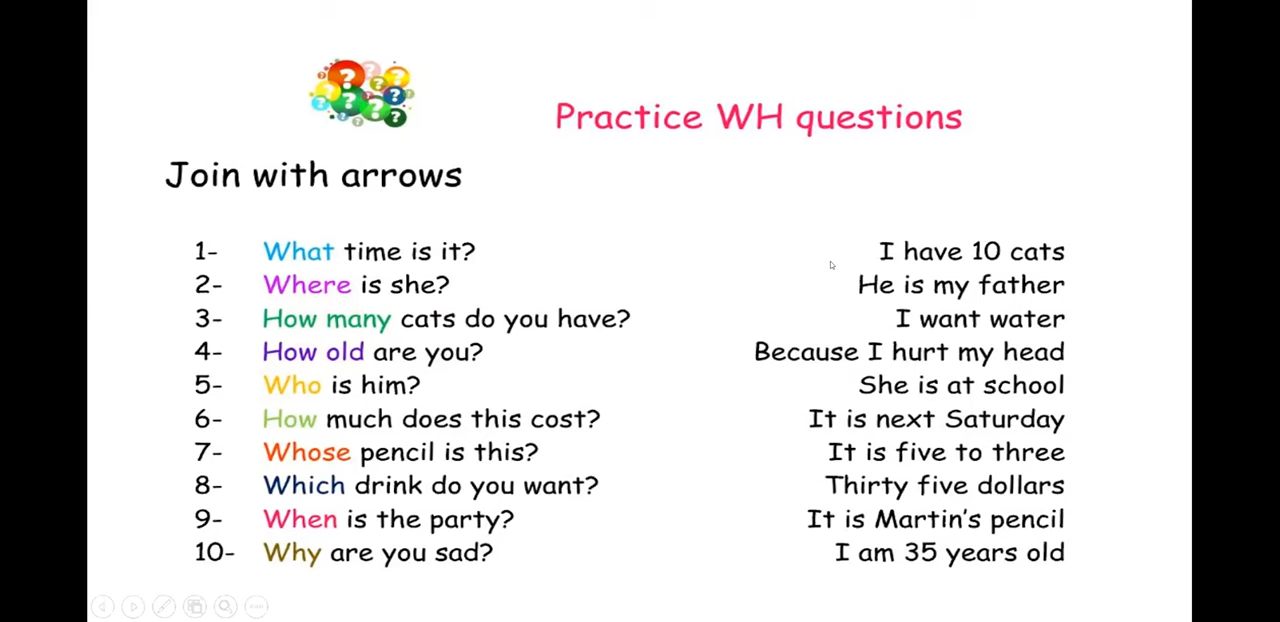 Practice WH questions
Join with arrows
1- What time is it? I have 10 cats
2- Where is she? He is my father
3- How many cats do you have? I want water
4- How old are you? Because I hurt my head
5- Who is him? She is at school
6- How much does this cost? It is next Saturday
7- Whose pencil is this? It is five to three
8- Which drink do you want? Thirty five dollars
9- When is the party? It is Martin's pencil
10- Why are you sad? I am 35 years old